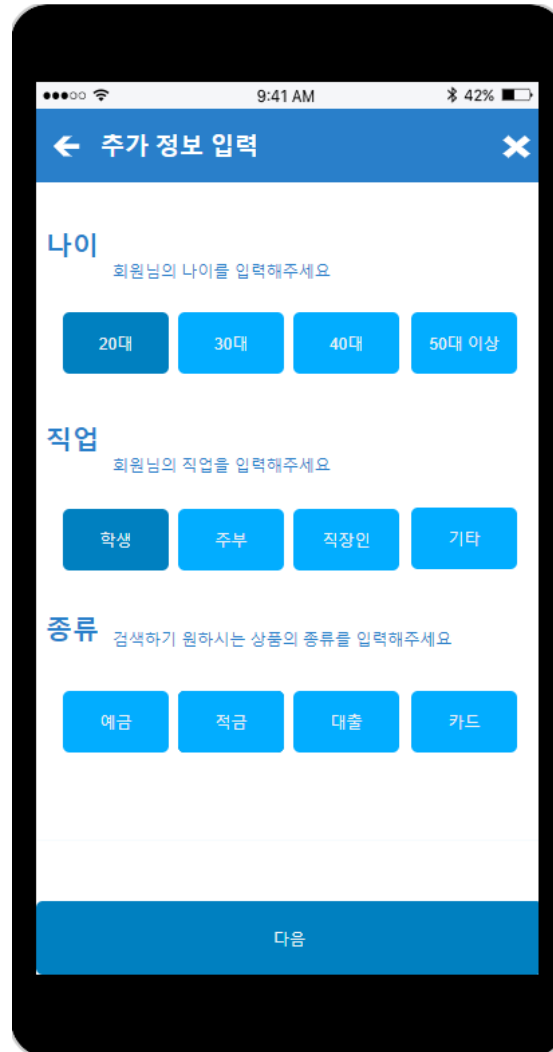 9:41 AM
42%
추가 정보 입력
나이
회원님의 나이를 입력해주세요
20대 30대 40대 50대 이상
직업
회원님의 직업을 입력해주세요
학생 주부 직장인 기타
종류 검색하기 원하시는 상품의 종류를 입력해주세요
예금 적금 대출 카드
다음